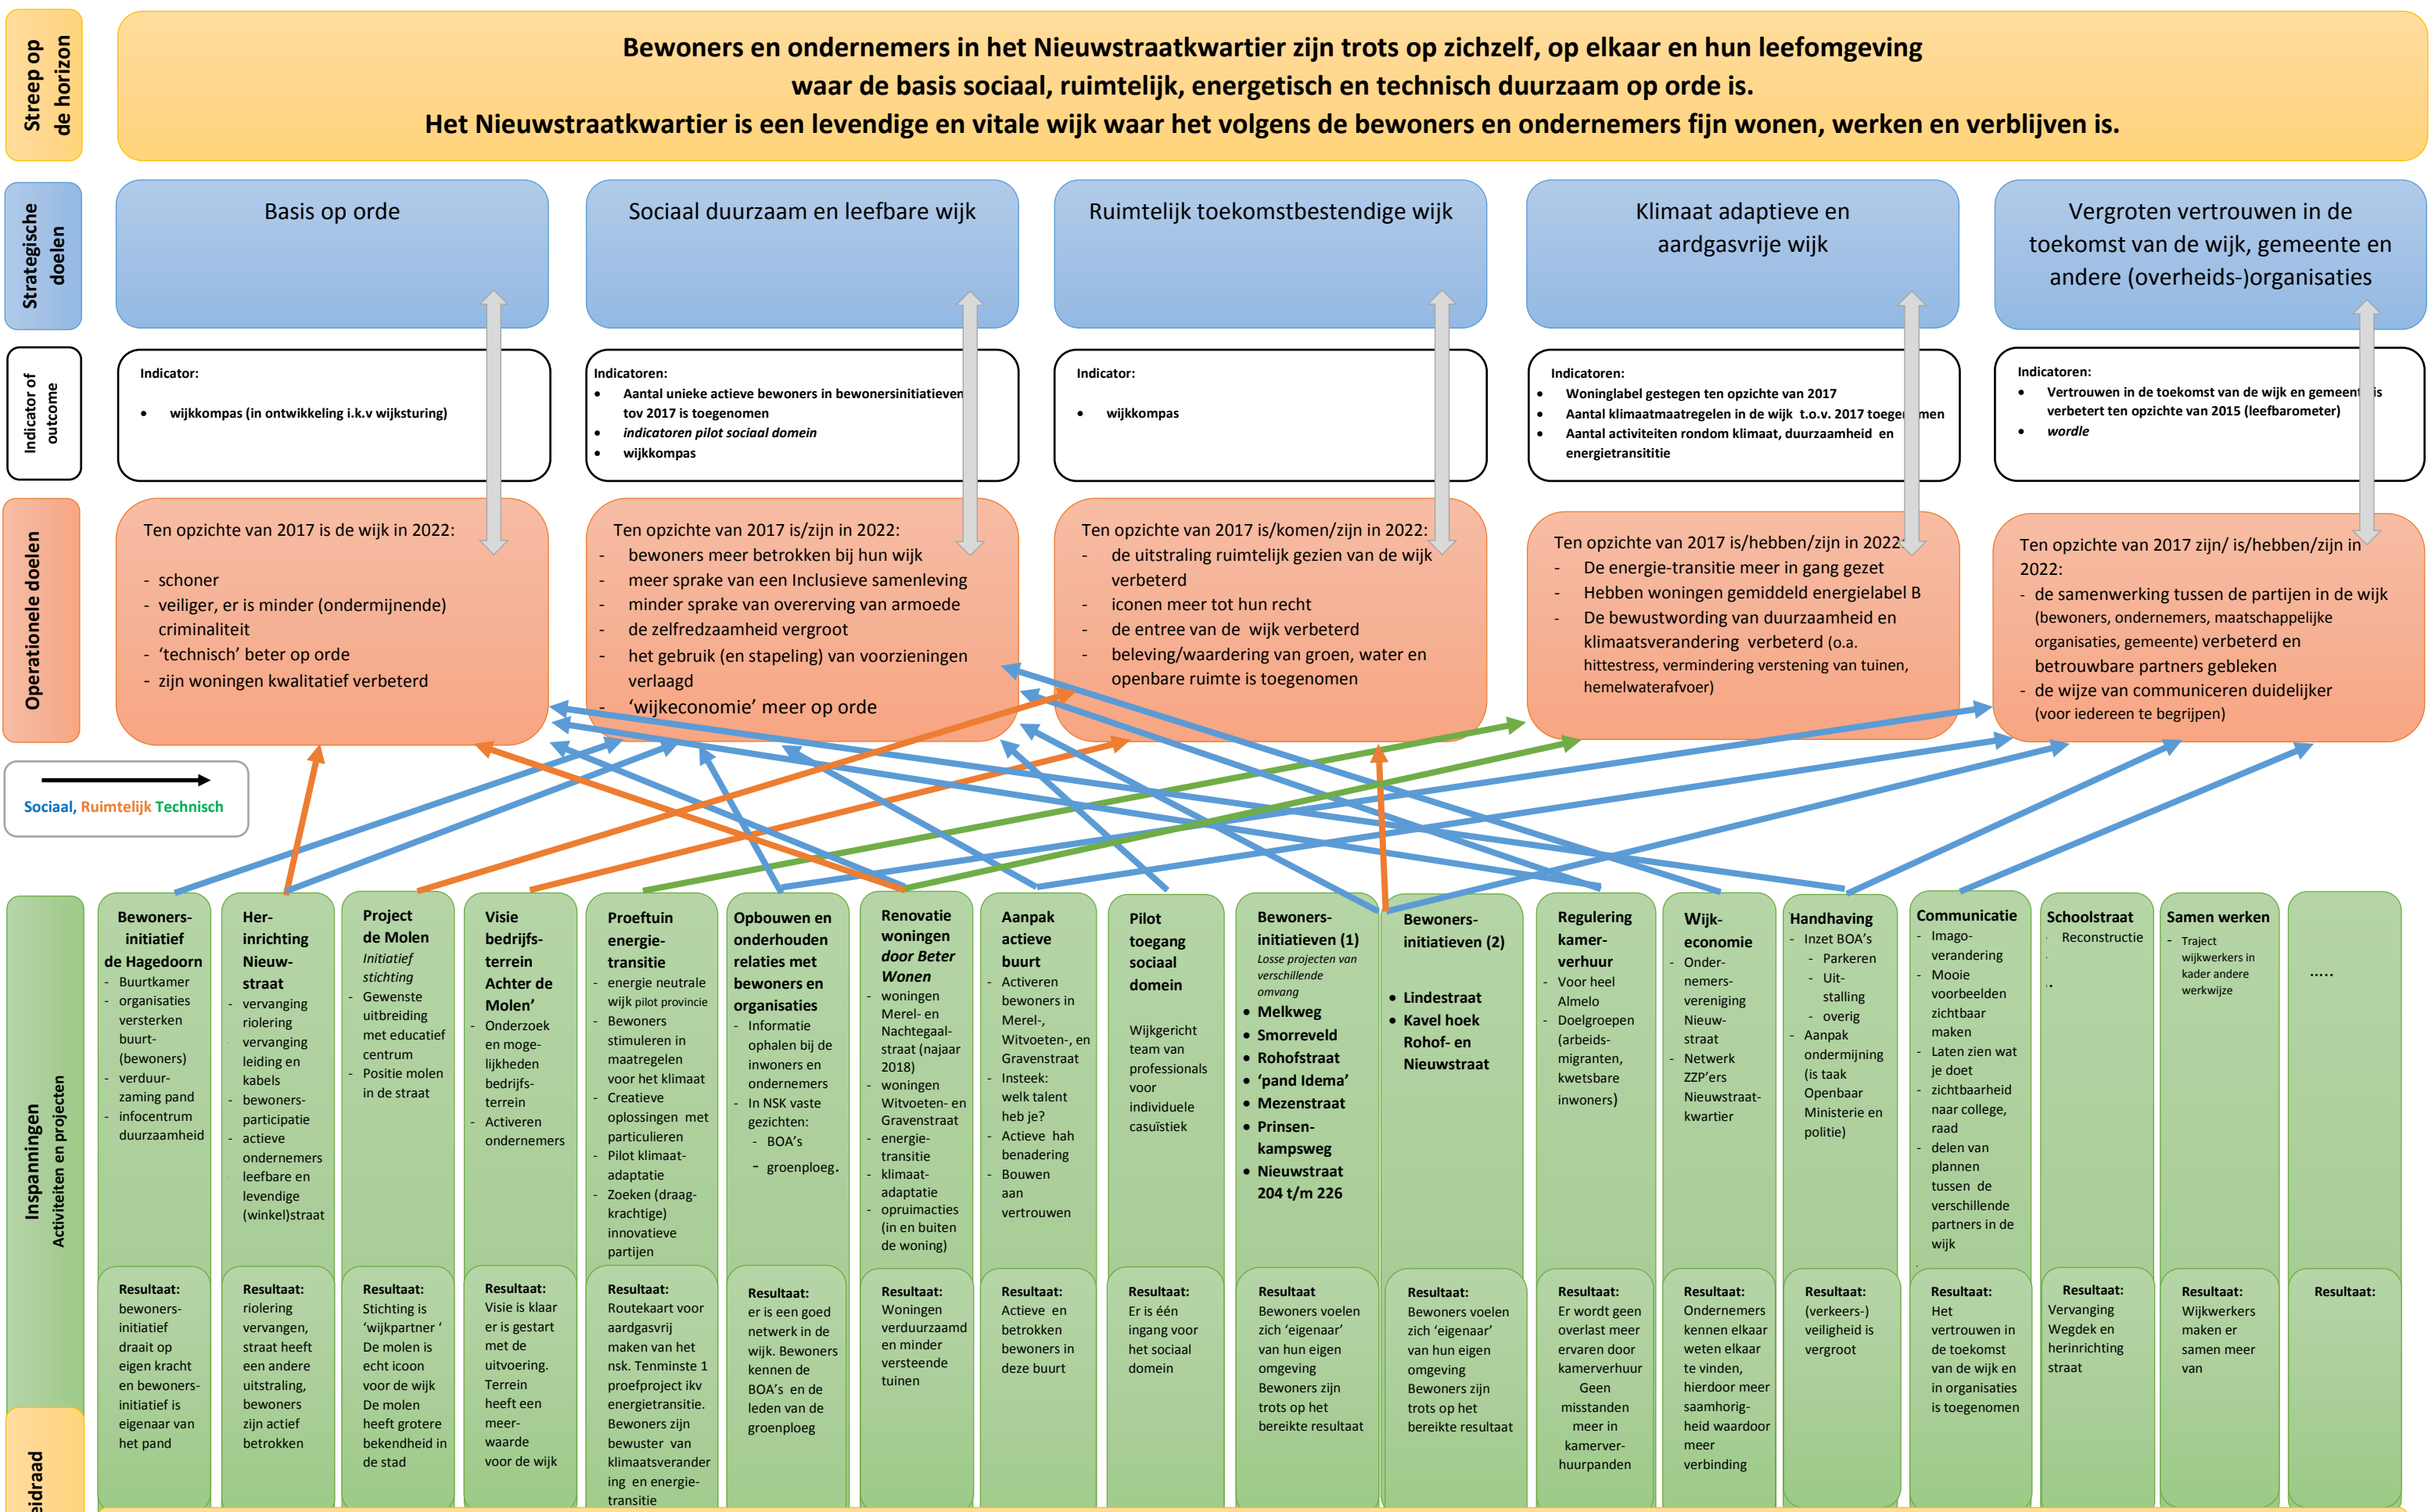 Streep op
de horizon
Bewoners en ondernemers in het Nieuwstraatkwartier zijn trots op zichzelf, op elkaar en hun leefomgeving
waar de basis sociaal, ruimtelijk, energetisch en technisch duurzaam op orde is.
Het Nieuwstraatkwartier is een levendige en vitale wijk waar het volgens de bewoners en ondernemers fijn wonen, werken en verblijven is.
Strategische
doelen
Basis op orde
Sociaal duurzaam en leefbare wijk
Ruimtelijk toekomstbestendige wijk
Klimaat adaptieve en
aardgasvrije wijk
Vergroten vertrouwen in de
toekomst van de wijk, gemeente en
andere (overheids-)organisaties
Indicator of
outcome
Indicator:
• wijkkompas (in ontwikkeling i.k.v wijksturing)
Indicatoren:
• Aantal unieke actieve bewoners in bewonersinitiatieven
tov 2017 is toegenomen
• indicatoren pilot sociaal domein
• wijkkompas
Indicator:
• wijkkompas
Indicatoren:
• Woninglabel gestegen ten opzichte van 2017
• Aantal klimaatmaatregelen in de wijk t.o.v. 2017
• Aantal activiteiten rondom klimaat, duurzaamheid en
energietransititie
Indicatoren:
• Vertrouwen in de toekomst van de wijk en is
verbetert ten opzichte van 2015 (leefbarometer)
• wordle
Operationele doelen
Ten opzichte van 2017 is de wijk in 2022:
- schoner
- veiliger, er is minder (ondermijnende)
criminaliteit
- ‘technisch’ beter op orde
- zijn woningen kwalitatief verbeterd
Ten opzichte van 2017 is/zijn in 2022:
- bewoners meer betrokken bij hun wijk
- meer sprake van een Inclusieve samenleving
- minder sprake van overerving van armoede
- de zelfredzaamheid vergroot
- het gebruik (en stapeling) van voorzieningen
verlaagd
- ‘wijkeconomie’ meer op orde
Ten opzichte van 2017 is/komen/zijn in 2022:
- de uitstraling ruimtelijk gezien van de wijk
verbeterd
- iconen meer tot hun recht
- de entree van de wijk verbeterd
- beleving/waardering van groen, water en
openbare ruimte is toegenomen
Ten opzichte van 2017 is/hebben/zijn in 2022:
- De energie-transitie meer in gang gezet
- Hebben woningen gemiddeld energielabel B
- De bewustwording van duurzaamheid en
klimaatsverandering verbeterd (o.a.
hittestress, vermindering verstening van tuinen,
hemelwaterafvoer)
Ten opzichte van 2017 zijn/ is/hebben/zijn in
2022:
- de samenwerking tussen de partijen in de wijk
(bewoners, ondernemers, maatschappelijke
organisaties, gemeente) verbeterd en
betrouwbare partners gebleken
- de wijze van communiceren duidelijker
(voor iedereen te begrijpen)
Sociaal, Ruimtelijk Technisch
Inspanningen
Activiteiten en projecten
Bewoners-
initiatief
de Hagedoorn
- Buurtkamer
- organisaties
versterken
buurt-
(bewoners)
- verduur-
zaming pand
- infocentrum
duurzaamheid
Resultaat:
bewoners-
initiatief
draait op
eigen kracht
en bewoners-
initiatief is
eigenaar van
het pand
Her-
inrichting
Nieuw-
straat
- vervanging
riolering
vervanging
leiding en
kabels
- bewoners-
participatie
- actieve
ondernemers
leefbare en
levendige
(winkel)straat
Resultaat:
riolering
vervangen,
straat heeft
een andere
uitstraling,
bewoners
zijn actief
betrokken
Project
de Molen
Initiatief
stichting
- Gewenste
uitbreiding
met educatief
centrum
- Positie molen
in de straat
Resultaat:
Stichting is
‘wijkpartner ‘
De molen is
echt icoon
voor de wijk
De molen
heeft grotere
bekendheid in
de stad
Visie
bedrijfs-
terrein
Achter de
Molen’
- Onderzoek
en moge-
lijkheden
bedrijfs-
terrein
- Activeren
ondernemers
Resultaat:
Visie is klaar
er is gestart
met de
uitvoering.
Terrein
heeft een
meer-
waarde
voor de wijk
Proeftuin
energie-
transitie
- energie neutrale
wijk pilot provincie
- Bewoners
stimuleren in
maatregelen
voor het klimaat
- Creatieve
oplossingen met
particulieren
- Pilot klimaat-
adaptatie
- Zoeken (draag-
krachtige)
innovatieve
partijen
Resultaat:
Routekaart voor
aardgasvrij
maken van het
nsk. Tenminste 1
proefproject ikv
energietransitie.
Bewoners zijn
bewuster van
klimaatsverander
ing en energie-
transitie
Opbouwen en
onderhouden
relaties met
bewoners en
organisaties
- Informatie
ophalen bij de
inwoners en
ondernemers
- In NSK vaste
gezichten:
- BOA’s
- groenploeg.
Resultaat:
er is een goed
netwerk in de
wijk. Bewoners
kennen de
BOA’s en de
leden van de
groenploeg
Renovatie
woningen
door Beter
Wonen
- woningen
Merel- en
Nachtegaal-
straat (najaar
2018)
- woningen
Witvoeten- en
Gravenstraat
- energie-
transitie
- klimaat-
adaptatie
- opruimacties
(in en buiten
de woning)
Resultaat:
Woningen
verduurzaamd
en minder
versteende
tuinen
Aanpak
actieve
buurt
- Activeren
bewoners in
Merel-,
Witvoeten-, en
Gravenstraat
- Insteek:
welk talent
heb je?
- Actieve hah
benadering
- Bouwen
aan
vertrouwen
Resultaat:
Actieve en
betrokken
bewoners in
deze buurt
Pilot
toegang
sociaal
domein
Wijkgericht
team van
professionals
voor
individuele
casuïstiek
Resultaat:
Er is één
ingang voor
het sociaal
domein
Bewoners-
initiatieven (1)
Losse projecten van
verschillende
omvang
• Melkweg
• Smorreveld
• Rohofstraat
• ‘pand Idema’
• Mezenstraat
• Prinsen-
kampsweg
• Nieuwstraat
204 t/m 226
Resultaat
Bewoners voelen
zich ‘eigenaar’
van hun eigen
omgeving
Bewoners zijn
trots op het
bereikte resultaat
Bewoners-
initiatieven (2)
• Lindestraat
• Kavel hoek
Rohof- en
Nieuwstraat
Resultaat:
Bewoners voelen
zich ‘eigenaar’
van hun eigen
omgeving
Bewoners zijn
trots op het
bereikte resultaat
Regulering
kamer-
verhuur
- Voor heel
Almelo
- Doelgroepen
(arbeids-
migranten,
kwetsbare
inwoners)
Resultaat:
Er wordt geen
overlast meer
ervaren door
kamerverhuur
Geen
misstanden
meer in
kamerver-
huurpanden
Wijk-
economie
- Onder-
nemers-
vereniging
Nieuw-
straat
- Netwerk
ZZP’ers
Nieuwstraat-
kwartier
Resultaat:
Ondernemers
kennen elkaar
weten elkaar
te vinden,
hierdoor meer
saamhorig-
heid waardoor
meer
verbinding
Handhaving
- Inzet BOA’s
- Parkeren
- Uit-
stalling
- overig
- Aanpak
ondermijning
(is taak
Openbaar
Ministerie en
politie)
Resultaat:
(verkeers-)
veiligheid is
vergroot
Communicatie
- Imago-
verandering
- Mooie
voorbeelden
zichtbaar
maken
- Laten zien wat
je doet
- zichtbaarheid
naar college,
raad
- delen van
plannen
tussen de
verschillende
partners in de
wijk
Resultaat:
Het
vertrouwen in
de toekomst
van de wijk en
in organisaties
is toegenomen
Schoolstraat
- Reconstructie
..
Resultaat:
Vervanging
Wegdek en
herinrichting
straat
Samen werken
- Traject
wijkwerkers in
kader andere
werkwijze
Resultaat:
Wijkwerkers
maken er
samen meer
van
.....
Resultaat: